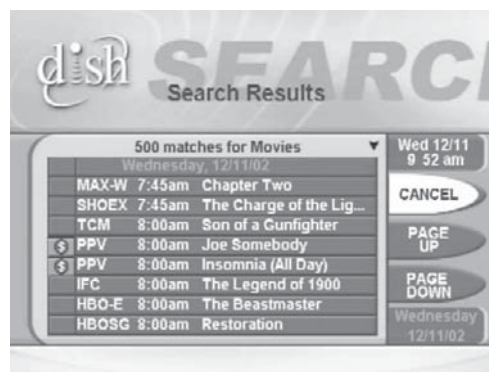 dish
SEARC
Search Results
500 matches for Movies
Wednesday, 12/11/02
MAX-W 7:45am Chapter Two
SHOEX 7:45am The Charge of the Lig...
TCM 8:00am Son of a Gunfighter
$ PPV 8:00am Joe Somebody
$ PPV 8:00am Insomnia (All Day)
IFC 8:00am The Legend of 1900
HBO-E 8:00am The Beastmaster
HBOSG 8:00am Restoration
Wed 12/11
9 52 am
CANCEL
PAGE
UP
PAGE
DOWN
Wednesday
12/11/02